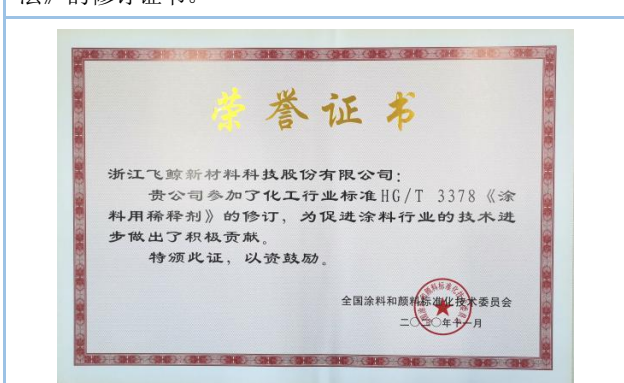 法》的修订证书。
荣誉证书
浙江飞鲸新材料科技股份有限公司:
贵公司参加了化工行业标准HG/T 3378《涂
料用稀释剂》的修订，为促进涂料行业的技术进
步做出了积极贡献。
特颁此证，以资鼓励。
全国涂料和颜料标准化技术委员会
二〇二〇年十一月